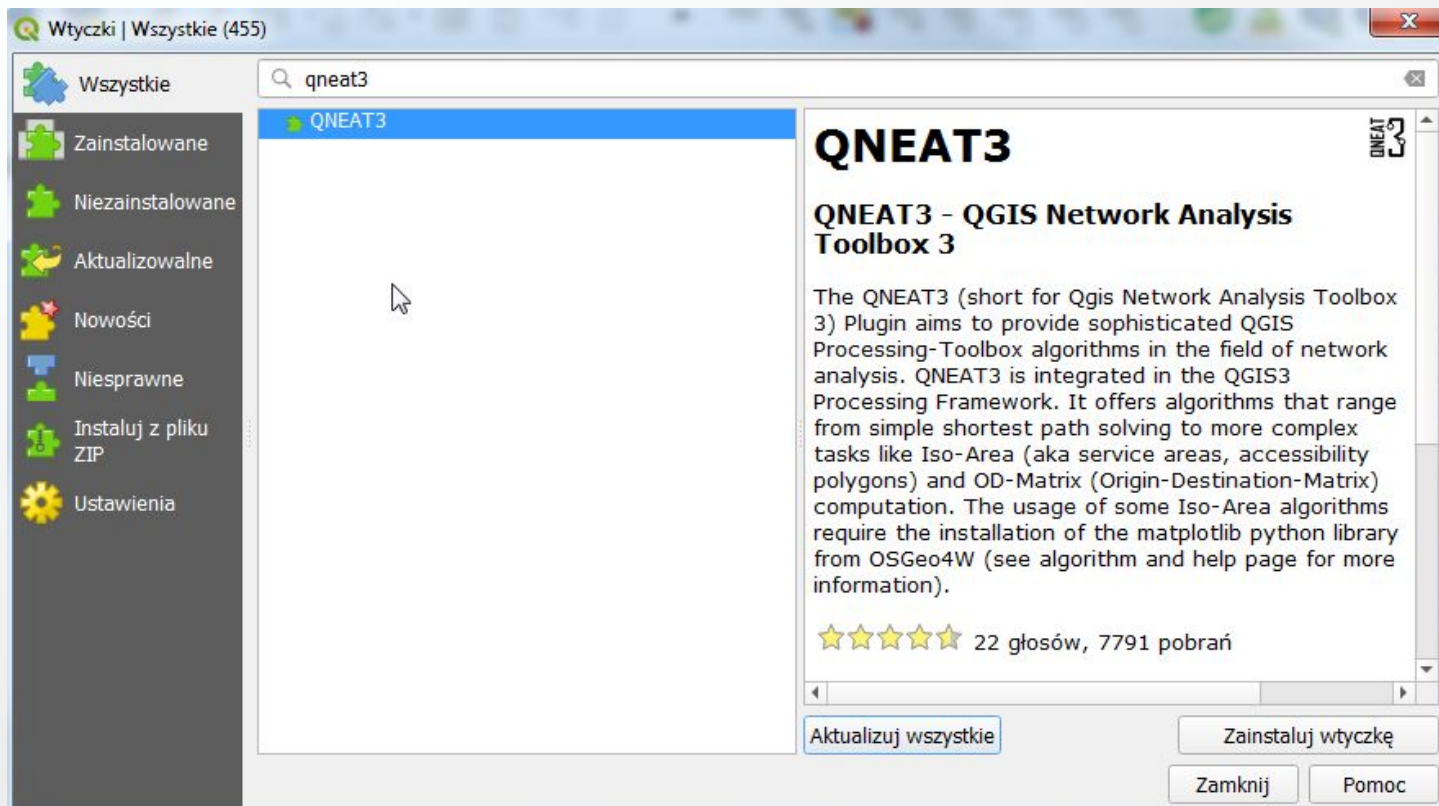 Wtyczki | Wszystkie (455)
Wszystkie
Zainstalowane
Niezainstalowane
Aktualizowalne
Nowości
Niesprawne
Instaluj z pliku
ZIP
Ustawienia
qneat3
QNEAT3
QNEAT3
QNEAT3
QNEAT3 - QGIS Network Analysis
Toolbox 3
The QNEAT3 (short for Qgis Network Analysis Toolbox
3) Plugin aims to provide sophisticated QGIS
Processing-Toolbox algorithms in the field of network
analysis. QNEAT3 is integrated in the QGIS3
Processing Framework. It offers algorithms that range
from simple shortest path solving to more complex
tasks like Iso-Area (aka service areas, accessibility
polygons) and OD-Matrix (Origin-Destination-Matrix)
computation. The usage of some Iso-Area algorithms
require the installation of the matplotlib python library
from OSGeo4W (see algorithm and help page for more
information).
22 głosów, 7791 pobrań
Aktualizuj wszystkie
Zainstaluj wtyczkę
Zamknij
Pomoc